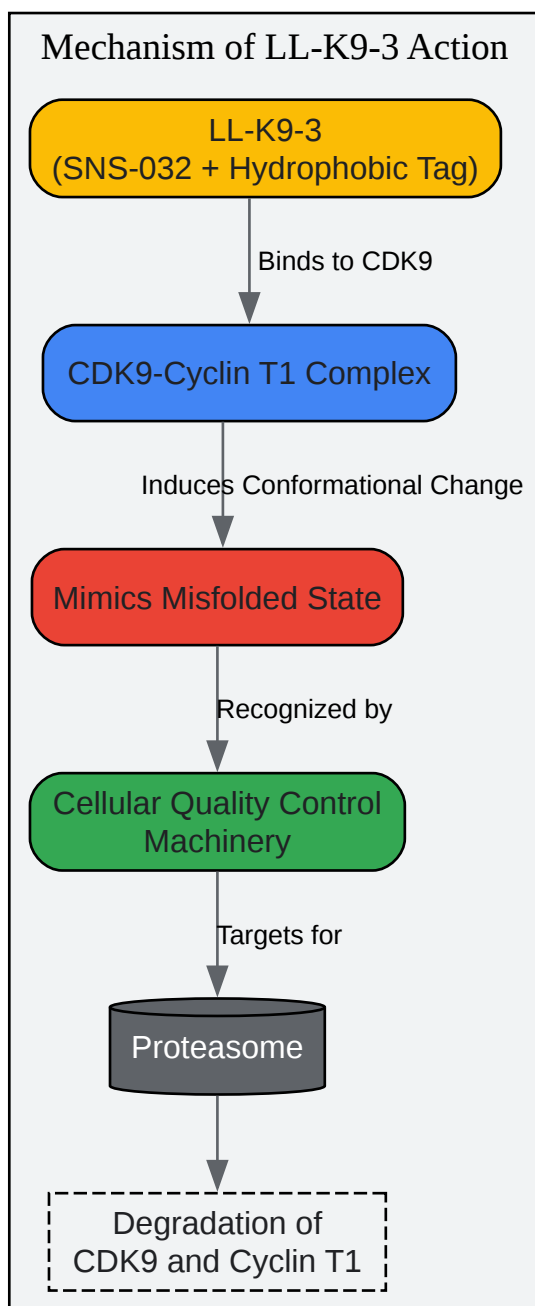 Mechanism of LL-K9-3 Action
LL-K9-3
(SNS-032 + Hydrophobic Tag)
Binds to CDK9
CDK9-Cyclin T1 Complex
Induces Conformational Change
Mimics Misfolded State
Recognized by
Cellular Quality Control
Machinery
Targets for
Proteasome
Degradation of
CDK9 and Cyclin T1